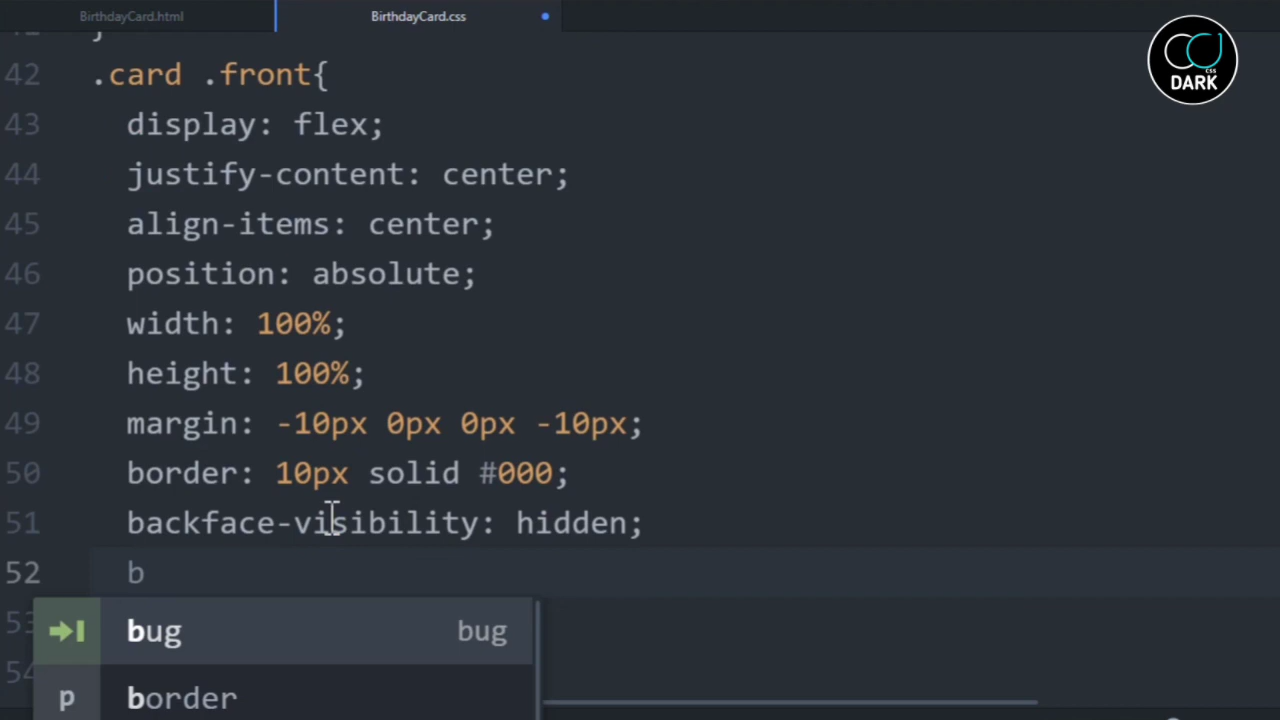 BirthdayCard.html
BirthdayCard.css
css
DARK
42 .card .front{
43 display: flex;
44 justify-content: center;
45 align-items: center;
46 position: absolute;
47 width: 100%;
48 height: 100%;
49 margin: -10px 0px 0px -10px;
50 border: 10px solid #000;
51 backface-visibility: hidden;
52 b
bug bug
p border